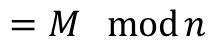 = M mod n